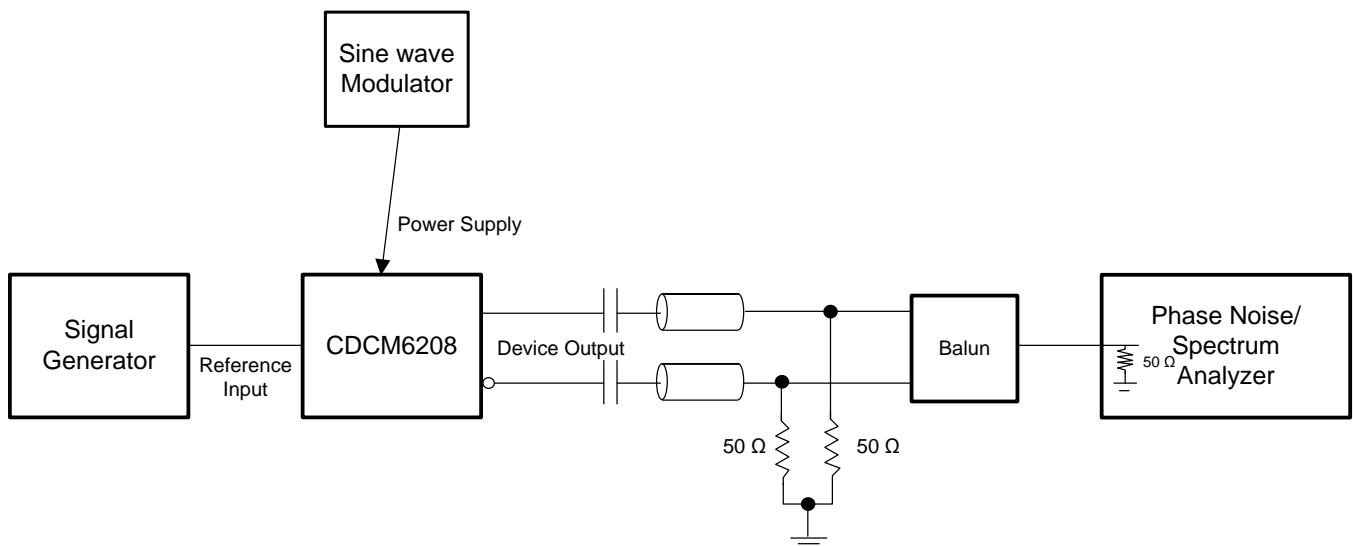 Sine wave
Modulator
Power Supply
Signal
Generator
Reference
Input
CDCM6208
Device Output
Balun
Phase Noise/
Spectrum
Analyzer
50 Ω
50 Ω
50 Ω